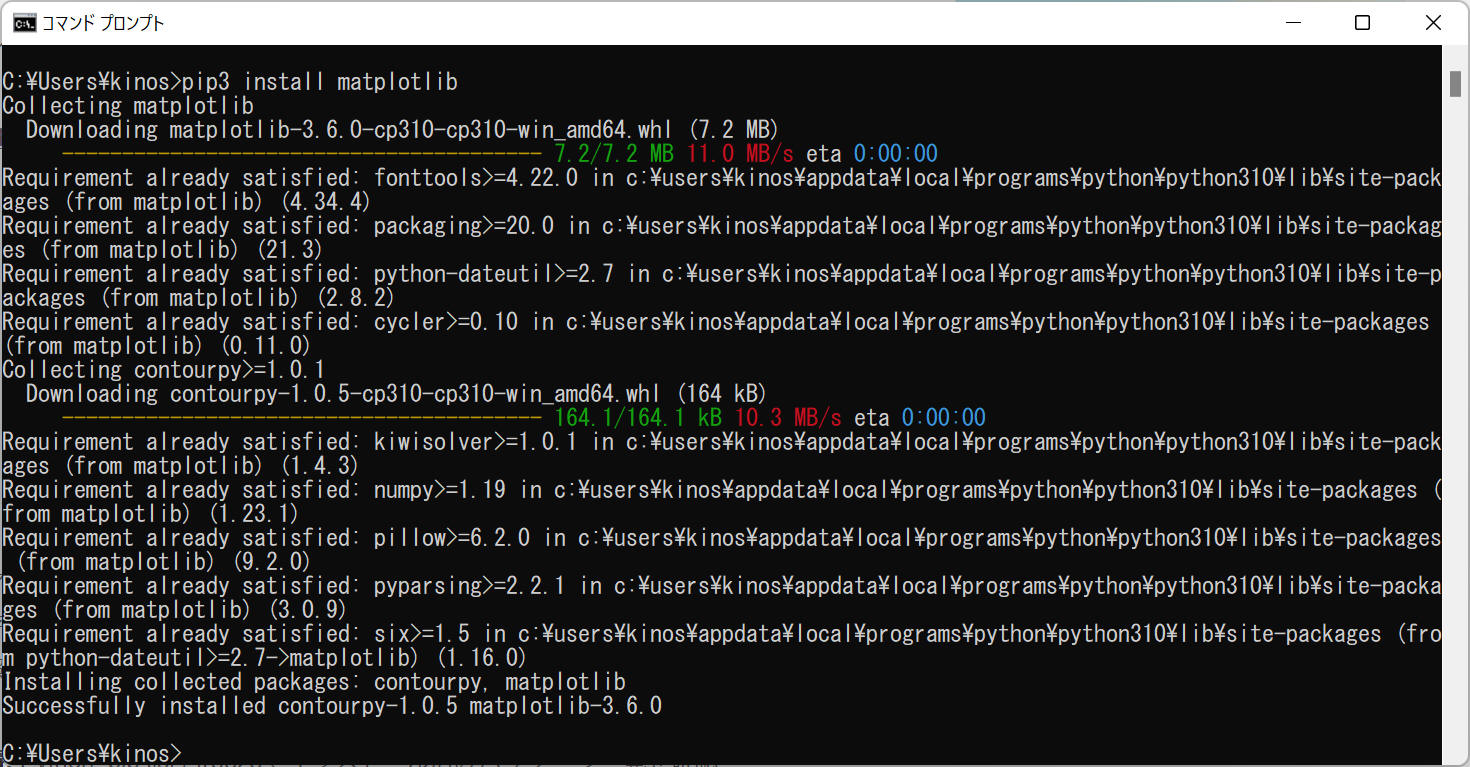 コマンド プロンプト
C:¥Users¥kinos>pip3 install matplotlib
Collecting matplotlib
  Downloading matplotlib-3.6.0-cp310-cp310-win_amd64.whl (7.2 MB)
     ---------------------------------------- 7.2/7.2 MB 11.0 MB/s eta 0:00:00
Requirement already satisfied: fonttools>=4.22.0 in c:¥users¥kinos¥appdata¥local¥programs¥python¥python310¥lib¥site-pack
ages (from matplotlib) (4.34.4)
Requirement already satisfied: packaging>=20.0 in c:¥users¥kinos¥appdata¥local¥programs¥python¥python310¥lib¥site-packag
es (from matplotlib) (21.3)
Requirement already satisfied: python-dateutil>=2.7 in c:¥users¥kinos¥appdata¥local¥programs¥python¥python310¥lib¥site-p
ackages (from matplotlib) (2.8.2)
Requirement already satisfied: cycler>=0.10 in c:¥users¥kinos¥appdata¥local¥programs¥python¥python310¥lib¥site-packages
(from matplotlib) (0.11.0)
Collecting contourpy>=1.0.1
  Downloading contourpy-1.0.5-cp310-cp310-win_amd64.whl (164 kB)
     ---------------------------------------- 164.1/164.1 kB 10.3 MB/s eta 0:00:00
Requirement already satisfied: kiwisolver>=1.0.1 in c:¥users¥kinos¥appdata¥local¥programs¥python¥python310¥lib¥site-pack
ages (from matplotlib) (1.4.3)
Requirement already satisfied: numpy>=1.19 in c:¥users¥kinos¥appdata¥local¥programs¥python¥python310¥lib¥site-packages (
from matplotlib) (1.23.1)
Requirement already satisfied: pillow>=6.2.0 in c:¥users¥kinos¥appdata¥local¥programs¥python¥python310¥lib¥site-packages
 (from matplotlib) (9.2.0)
Requirement already satisfied: pyparsing>=2.2.1 in c:¥users¥kinos¥appdata¥local¥programs¥python¥python310¥lib¥site-packa
ges (from matplotlib) (3.0.9)
Requirement already satisfied: six>=1.5 in c:¥users¥kinos¥appdata¥local¥programs¥python¥python310¥lib¥site-packages (fro
m python-dateutil>=2.7->matplotlib) (1.16.0)
Installing collected packages: contourpy, matplotlib
Successfully installed contourpy-1.0.5 matplotlib-3.6.0
C:¥Users¥kinos>